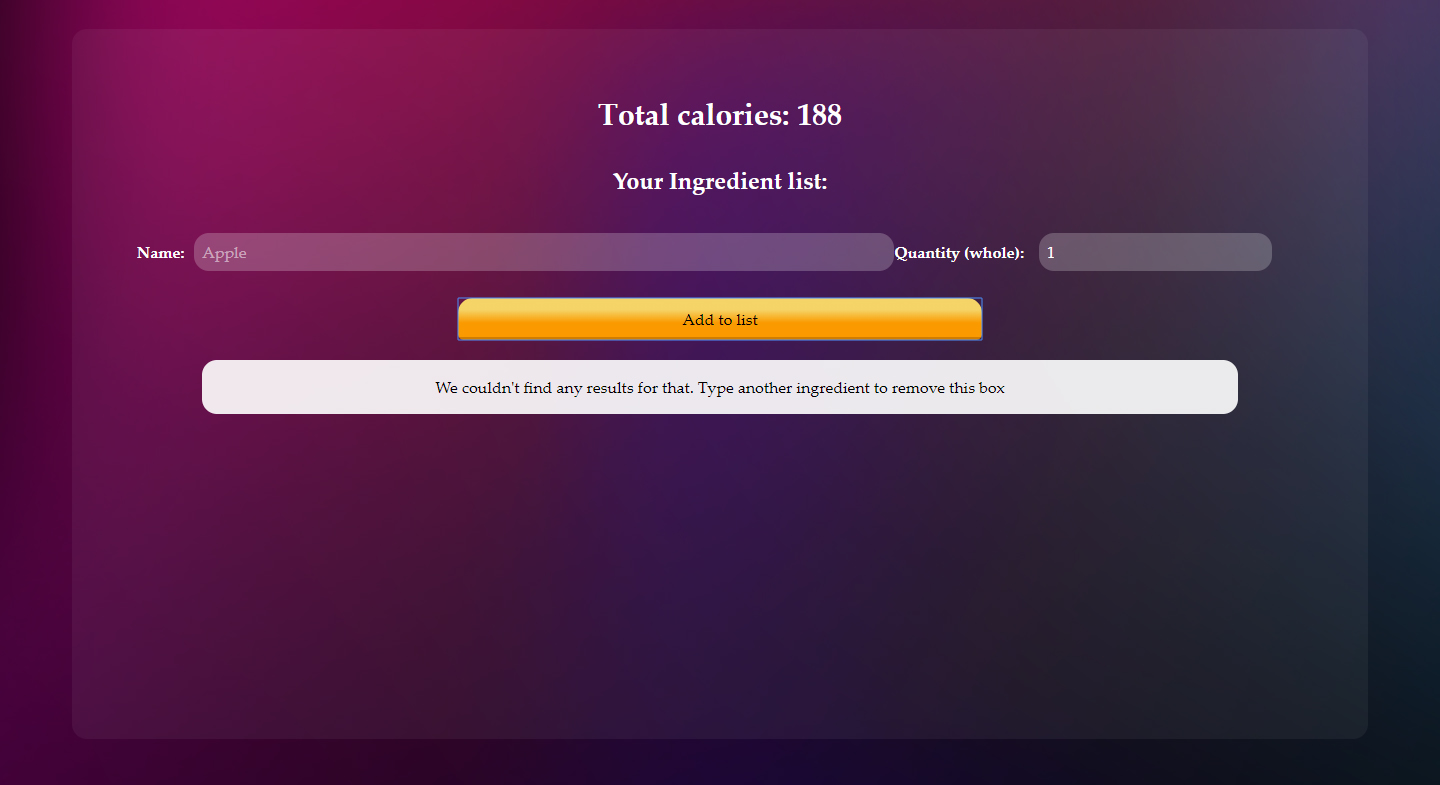 Total calories: 188
Your Ingredient list:
Name: Apple Quantity (whole): 1
Add to list
We couldn't find any results for that. Type another ingredient to remove this box